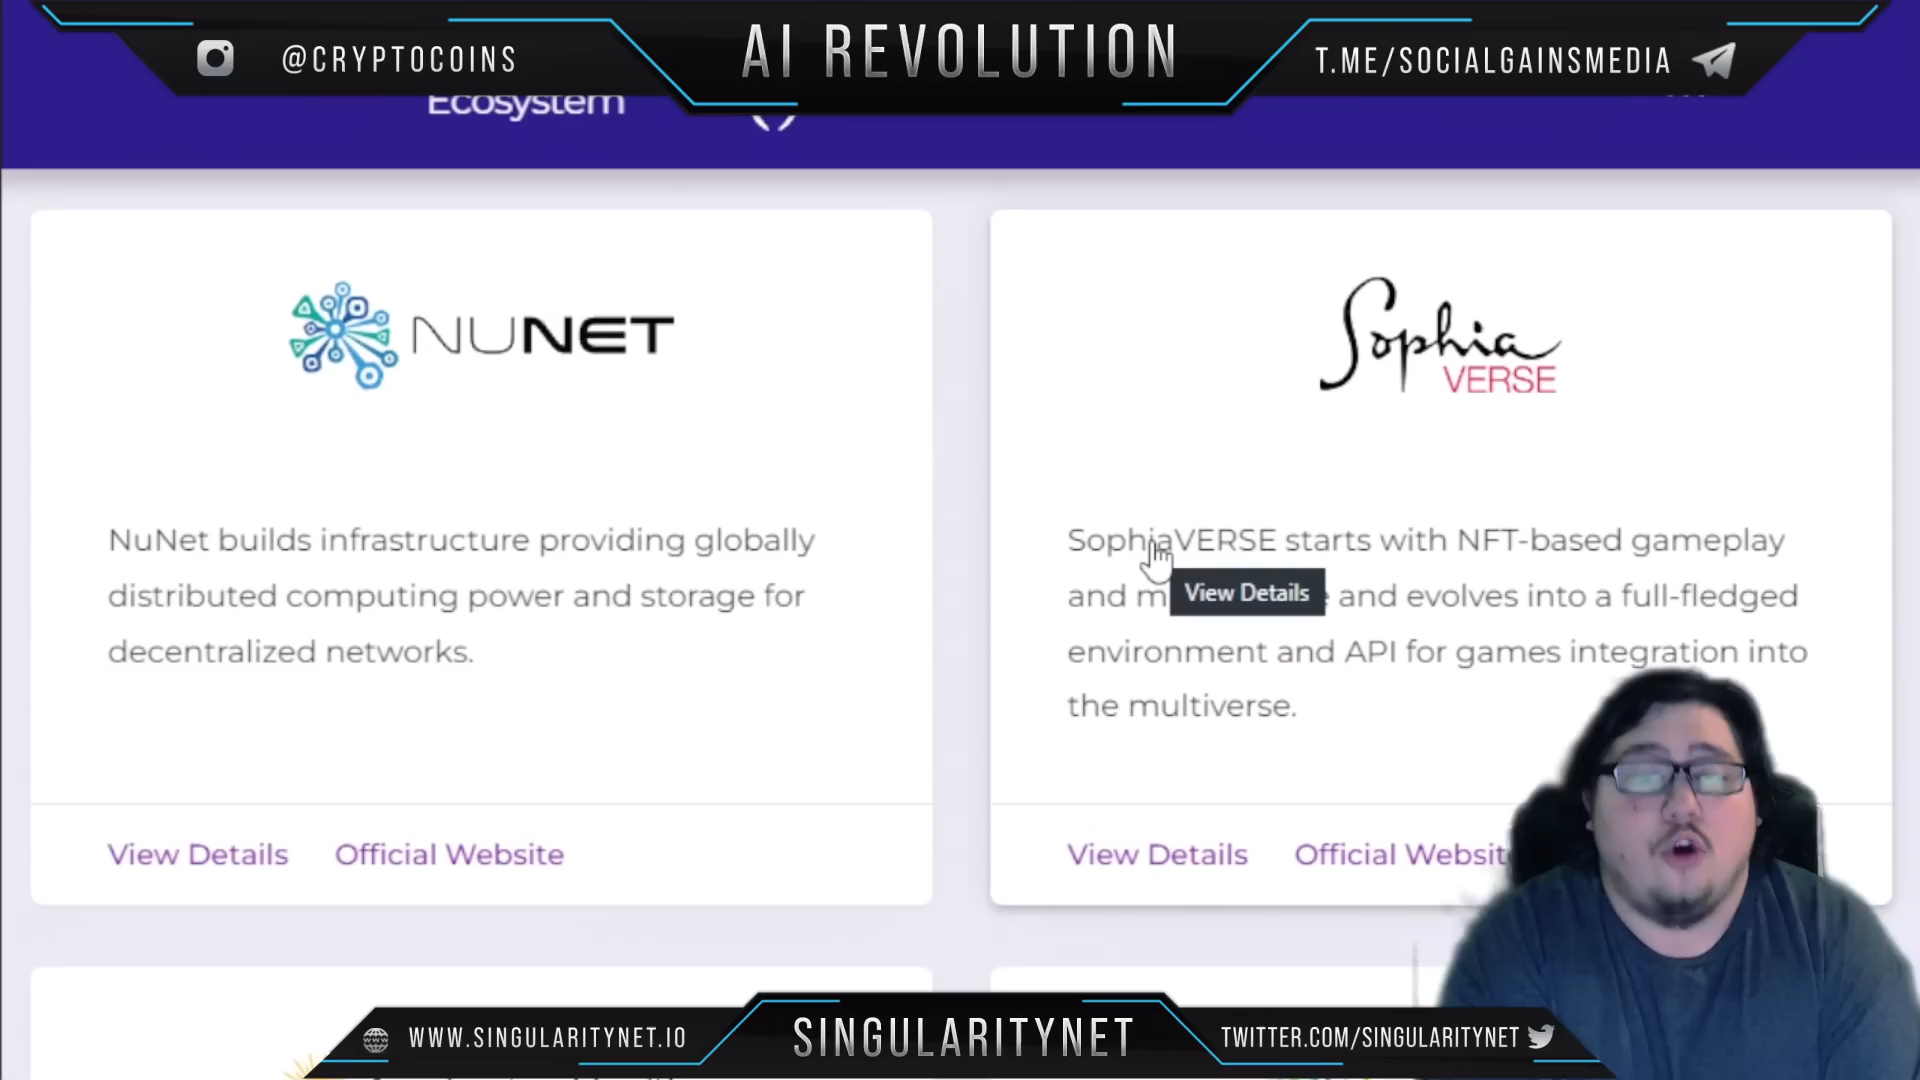 @CRYPTOCOINS
AI REVOLUTION
T.ME/SOCIALGAINSMEDIA
Ecosystem
NUNET
Sophia
VERSE
NuNet builds infrastructure providing globally
distributed computing power and storage for
decentralized networks.
SophiaVERSE starts with NFT-based gameplay
and and evolves into a full-fledged
View Details
environment and API for games integration into
the multiverse.
View Details Official Website
View Details Official
WWW.SINGULARITYNET.IO
SINGULARITYNET
TWITTER.COM/SINGULARITYNET